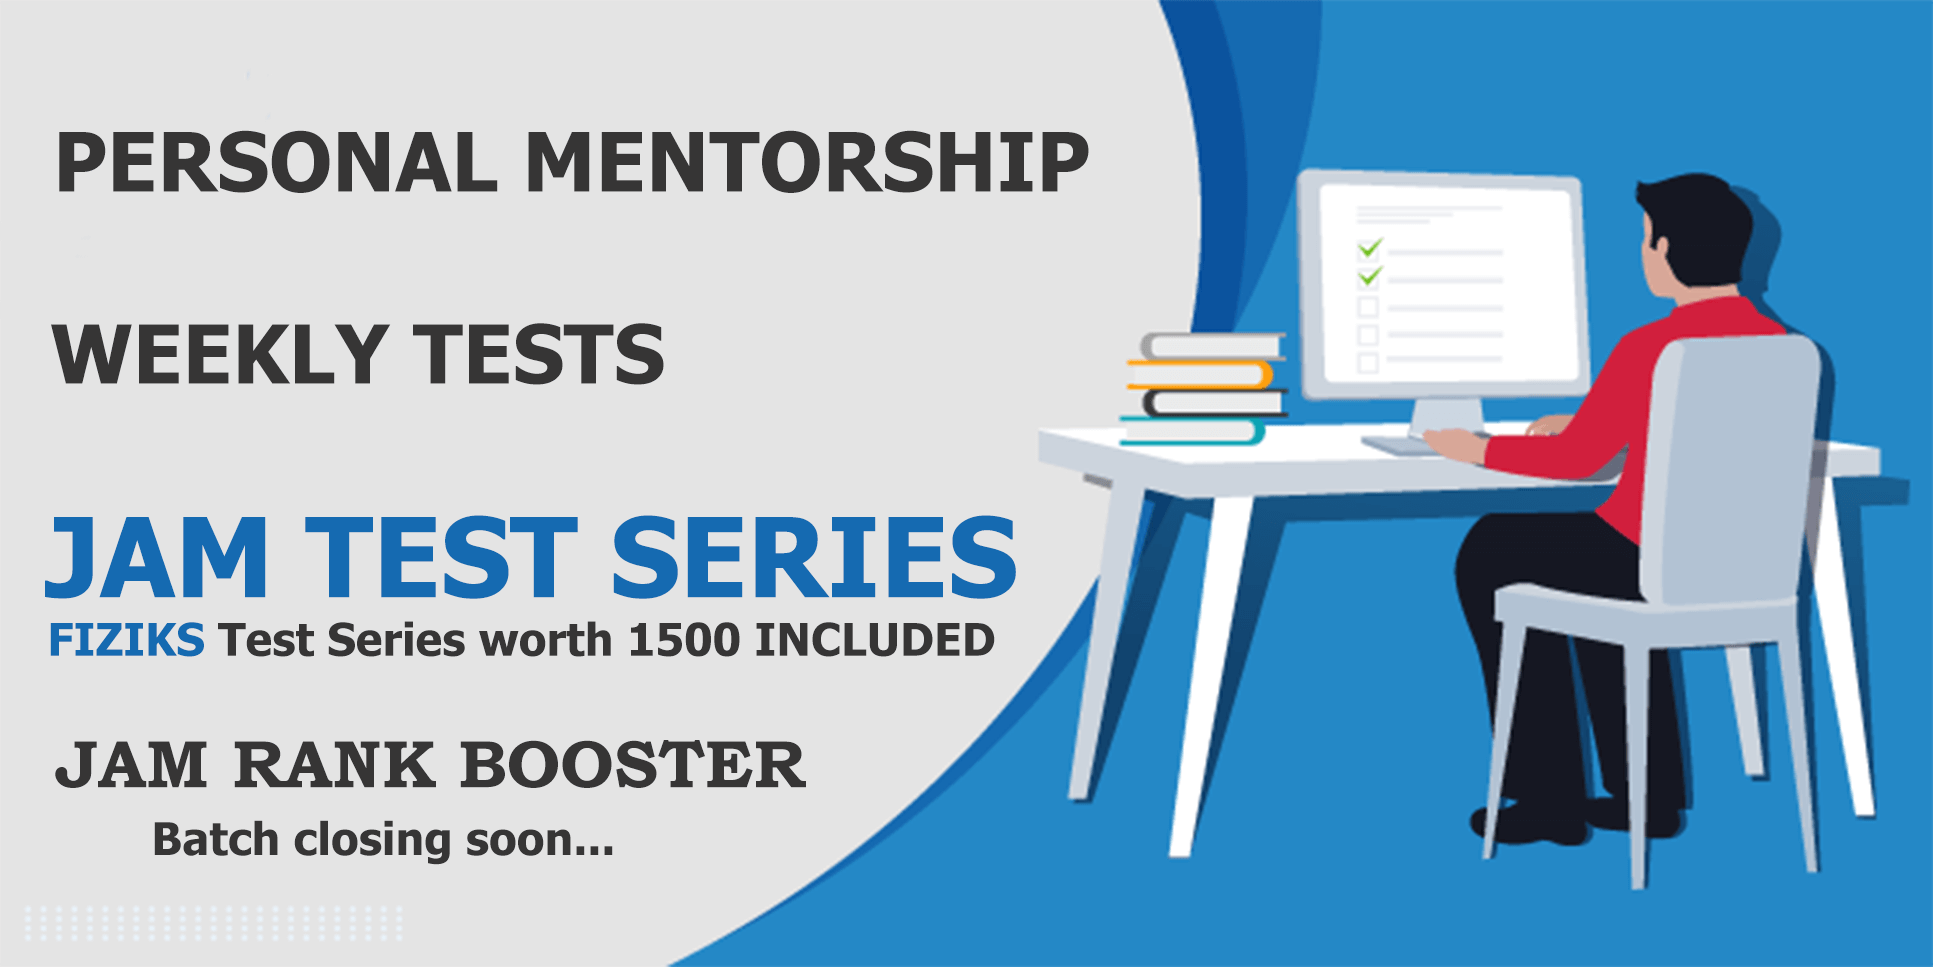 PERSONAL MENTORSHIP
WEEKLY TESTS
JAM TEST SERIES
FIZIKS Test Series worth 1500 INCLUDED
JAM RANK BOOSTER
Batch closing soon...